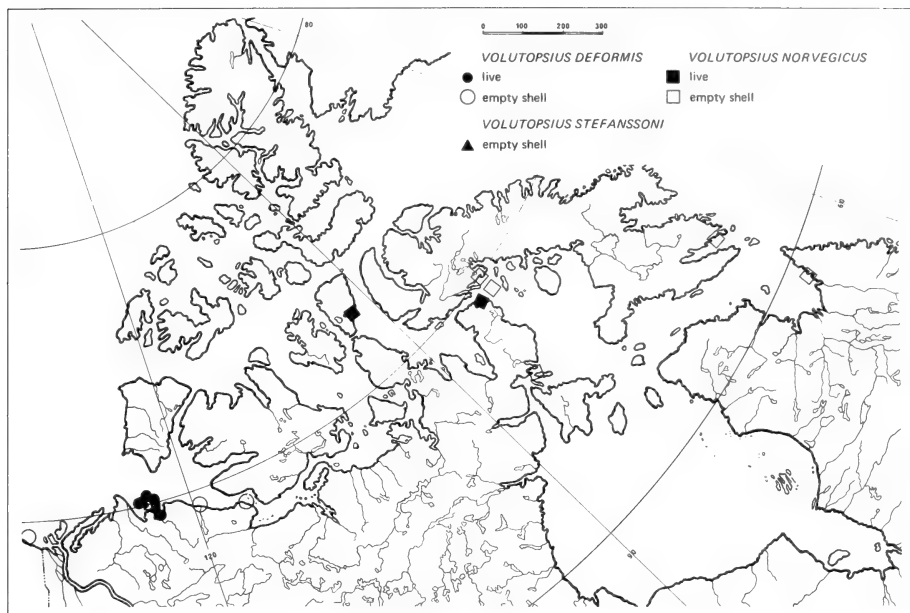 0 100 200 300
VOLUTOPSIUS DEFORMIS
live
empty shell
VOLUTOPSIUS STEFANSSONI
empty shell
VOLUTOPSIUS NORVEGICUS
live
empty shell
80
60
120
90